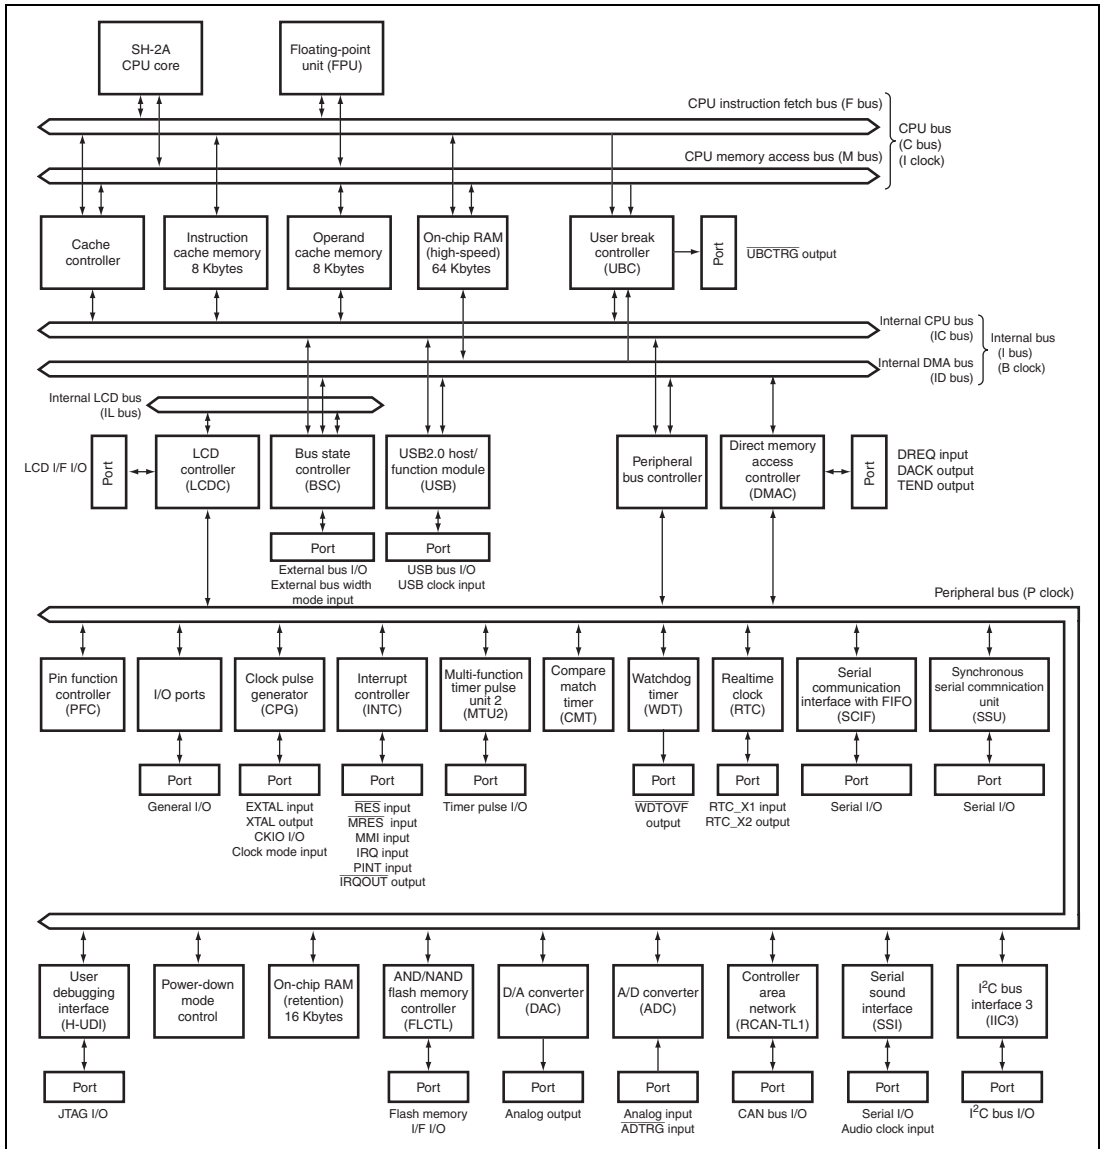 SH-2A
CPU core
Floating-point
unit (FPU)
CPU instruction fetch bus (F bus)
CPU bus
(C bus)
(I clock)
CPU memory access bus (M bus)
Cache
controller
Instruction
cache memory
8 Kbytes
Operand
cache memory
8 Kbytes
On-chip RAM
(high-speed)
64 Kbytes
User break
controller
(UBC)
Port
UBCTRG output
Internal CPU bus
(IC bus)
Internal bus
(I bus)
(B clock)
Internal DMA bus
(ID bus)
Internal LCD bus
(IL bus)
LCD I/F I/O
Port
LCD
controller
(LCDC)
Bus state
controller
(BSC)
USB2.0 host/
function module
(USB)
Peripheral
bus controller
Direct memory
access
controller
(DMAC)
Port
DREQ input
DACK output
TEND output
Port
External bus I/O
External bus width
mode input
Port
USB bus I/O
USB clock input
Peripheral bus (P clock)
Pin function
controller
(PFC)
I/O ports
Clock pulse
generator
(CPG)
Interrupt
controller
(INTC)
Multi-function
timer pulse
unit 2
(MTU2)
Compare
match
timer
(CMT)
Watchdog
timer
(WDT)
Realtime
clock
(RTC)
Serial
communication
interface with FIFO
(SCIF)
Synchronous
serial commnication
unit
(SSU)
Port
General I/O
Port
EXTAL input
XTAL output
CKIO I/O
Clock mode input
Port
RES input
MRES input
MMI input
IRQ input
PINT input
IRQOUT output
Port
Timer pulse I/O
Port
WDTOVF
output
Port
RTC_X1 input
RTC_X2 output
Port
Serial I/O
Port
Serial I/O
User
debugging
interface
(H-UDI)
Power-down
mode
control
On-chip RAM
(retention)
16 Kbytes
AND/NAND
flash memory
controller
(FLCTL)
D/A converter
(DAC)
A/D converter
(ADC)
Controller
area
network
(RCAN-TL1)
Serial
sound
interface
(SSI)
I²C bus
interface 3
(IIC3)
Port
JTAG I/O
Port
Flash memory
I/F I/O
Port
Analog output
Port
Analog input
ADTRG input
Port
CAN bus I/O
Port
Serial I/O
Audio clock input
Port
I²C bus I/O